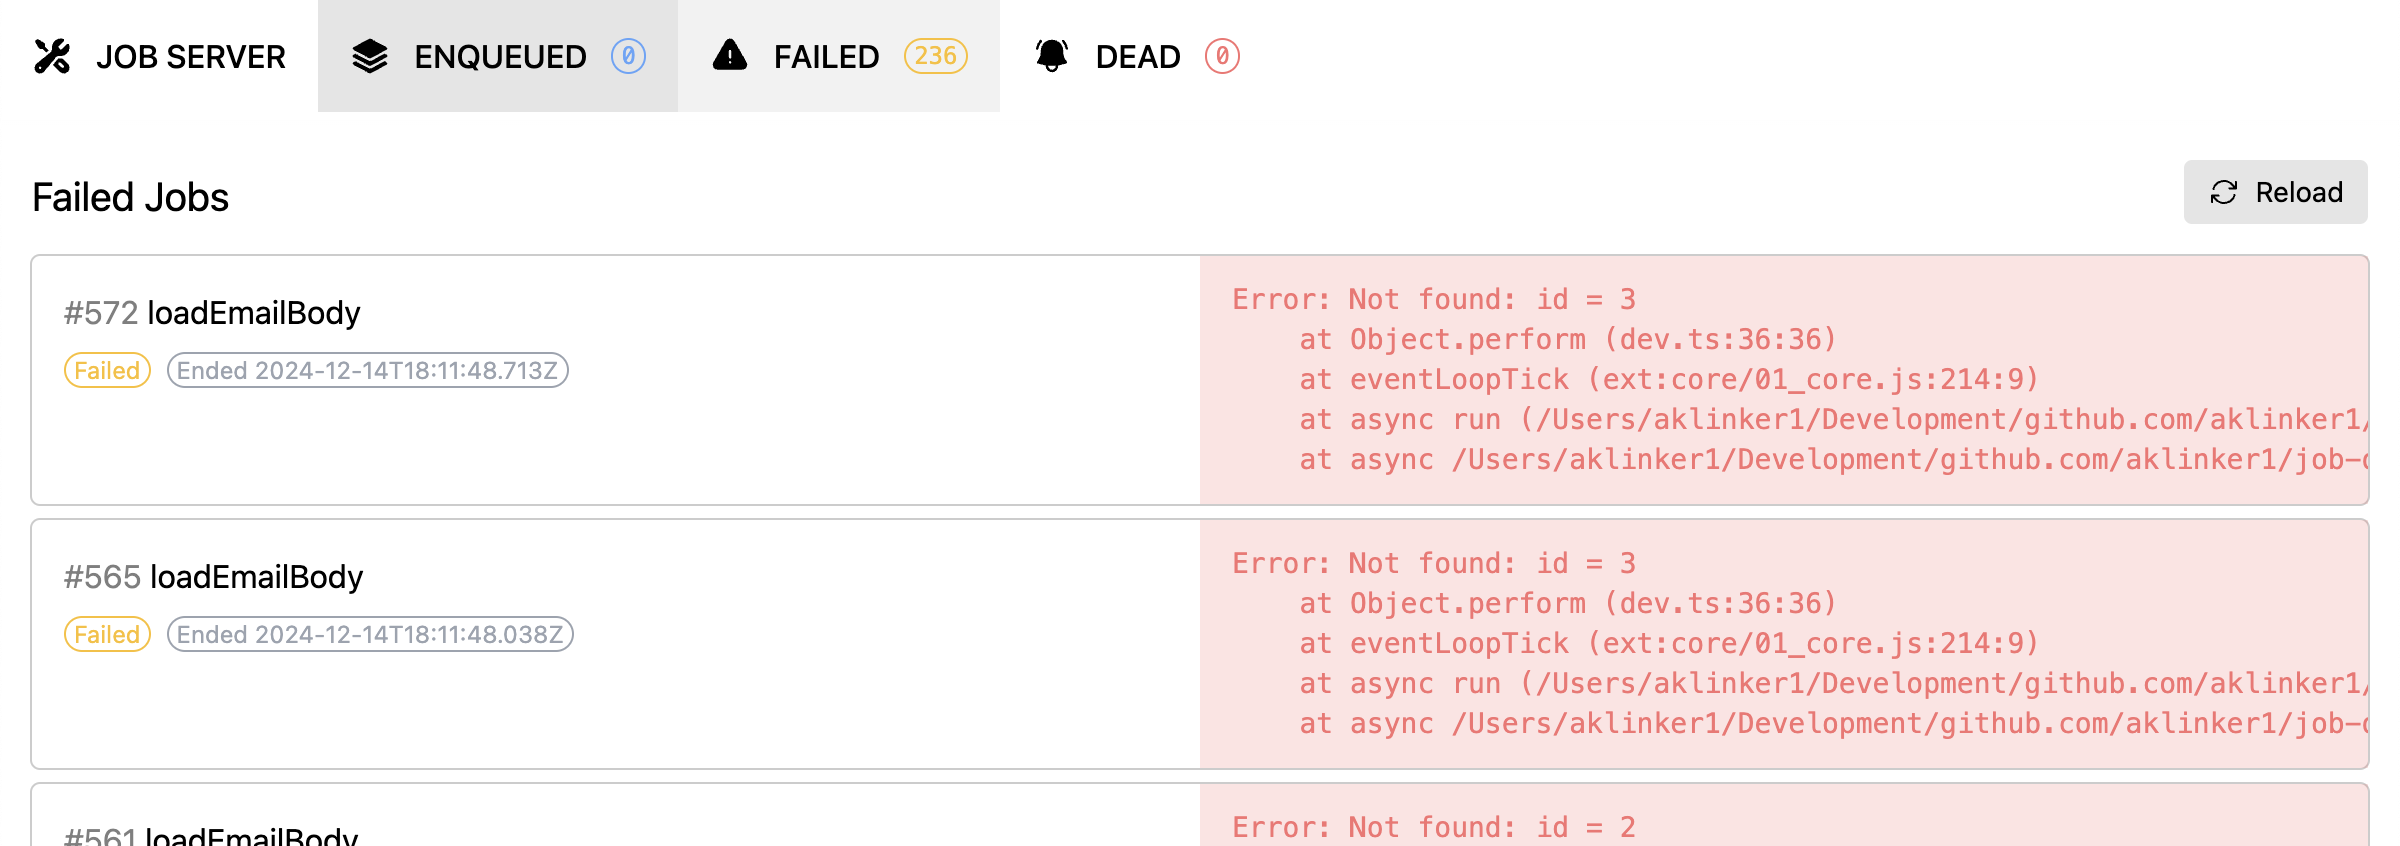 JOB SERVER ENQUEUED 0 FAILED 236 DEAD 0
Failed Jobs
Reload
#572 loadEmailBody
Failed Ended 2024-12-14T18:11:48.713Z
Error: Not found: id = 3
at Object.perform (dev.ts:36:36)
at eventLoopTick (ext:core/01_core.js:214:9)
at async run (/Users/aklinker1/Development/github.com/aklinker1/
at async /Users/aklinker1/Development/github.com/aklinker1/job-
#565 loadEmailBody
Failed Ended 2024-12-14T18:11:48.038Z
Error: Not found: id = 3
at Object.perform (dev.ts:36:36)
at eventLoopTick (ext:core/01_core.js:214:9)
at async run (/Users/aklinker1/Development/github.com/aklinker1/
at async /Users/aklinker1/Development/github.com/aklinker1/job-
#561 loadEmailBody
Error: Not found: id = 2